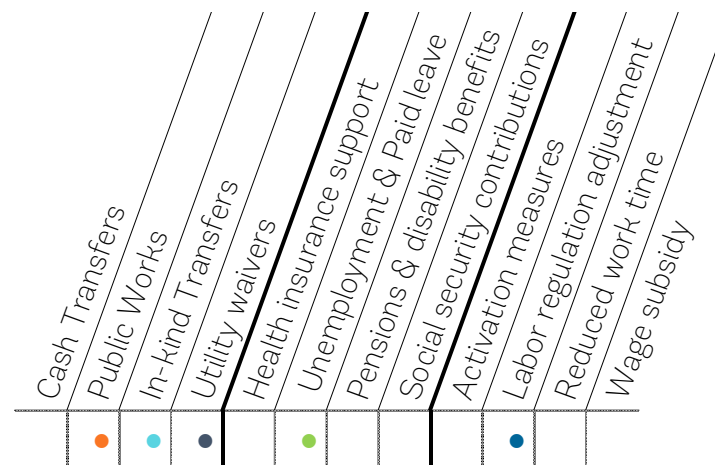 Cash Transfers
Public Works
In-kind Transfers
Utility waivers
Health insurance support
Unemployment & Paid leave
Pensions & disability benefits
Social security contributions
Activation measures
Labor regulation adjustment
Reduced work time
Wage subsidy